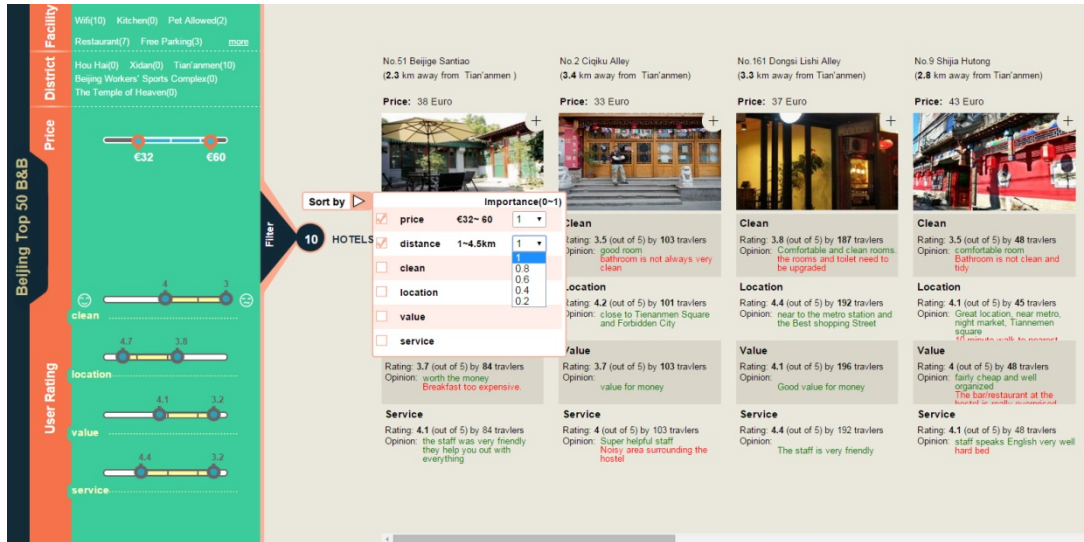 Beijing Top 50 B&B
Facility
Wifi(10) Kitchen(0) Pet Allowed(2)
Restaurant(7) Free Parking(3) more
District
Hou Hai(0) Xidan(0) Tian'anmen(10)
Beijing Workers' Sports Complex(0)
The Temple of Heaven(0)
Price
€32 €60
User Rating
4 3
clean
4.7 3.8
location
4.1 3.2
value
4.4 3.2
service
Filter
10 HOTELS
Sort by
Importance(0~1)
price €32~ 60 1
distance 1~4.5km 1
1
0.8
0.6
0.4
0.2
clean
location
value
service
No.51 Beijige Santiao
(2.3 km away from Tian'anmen )
Price: 38 Euro
+
Rating: 3.7 (out of 5) by 84 travlers
Opinion: worth the money
Breakfast too expensive.
Service
Rating: 4.1 (out of 5) by 84 travlers
Opinion: the staff was very friendly
they help you out with
everything
No.2 Ciqiku Alley
(3.4 km away from Tian'anmen)
Price: 33 Euro
+
Clean
Rating: 3.5 (out of 5) by 103 travlers
Opinion: good room
bathroom is not always very
clean
Location
Rating: 4.2 (out of 5) by 101 travlers
Opinion: close to Tienanmen Square
and Forbidden City
Value
Rating: 3.7 (out of 5) by 103 travlers
Opinion:
value for money
Service
Rating: 4 (out of 5) by 103 travlers
Opinion: Super helpful staff
Noisy area surrounding the
hostel
No.161 Dongsi Lishi Alley
(3.3 km away from Tian'anmen)
Price: 37 Euro
+
Clean
Rating: 3.8 (out of 5) by 187 travlers
Opinion: Comfortable and clean rooms.
the rooms and toilet need to
be upgraded
Location
Rating: 4.4 (out of 5) by 192 travlers
Opinion: near to the metro station and
the Best shopping Street
Value
Rating: 4.1 (out of 5) by 196 travlers
Opinion:
Good value for money
Service
Rating: 4.4 (out of 5) by 192 travlers
Opinion:
The staff is very friendly
No.9 Shijia Hutong
(2.8 km away from Tian'anmen)
Price: 43 Euro
+
Clean
Rating: 3.5 (out of 5) by 48 travlers
Opinion: comfortable room
Bathroom is not clean and
tidy
Location
Rating: 4.1 (out of 5) by 45 travlers
Opinion: Great location, near metro,
night market, Tiannemen
square
10 minute walk to nearest
Value
Rating: 4 (out of 5) by 48 travlers
Opinion: fairly cheap and well
organized
The bar/restaurant at the
hostel is really overpriced
Service
Rating: 4.1 (out of 5) by 48 travlers
Opinion: staff speaks English very well
hard bed